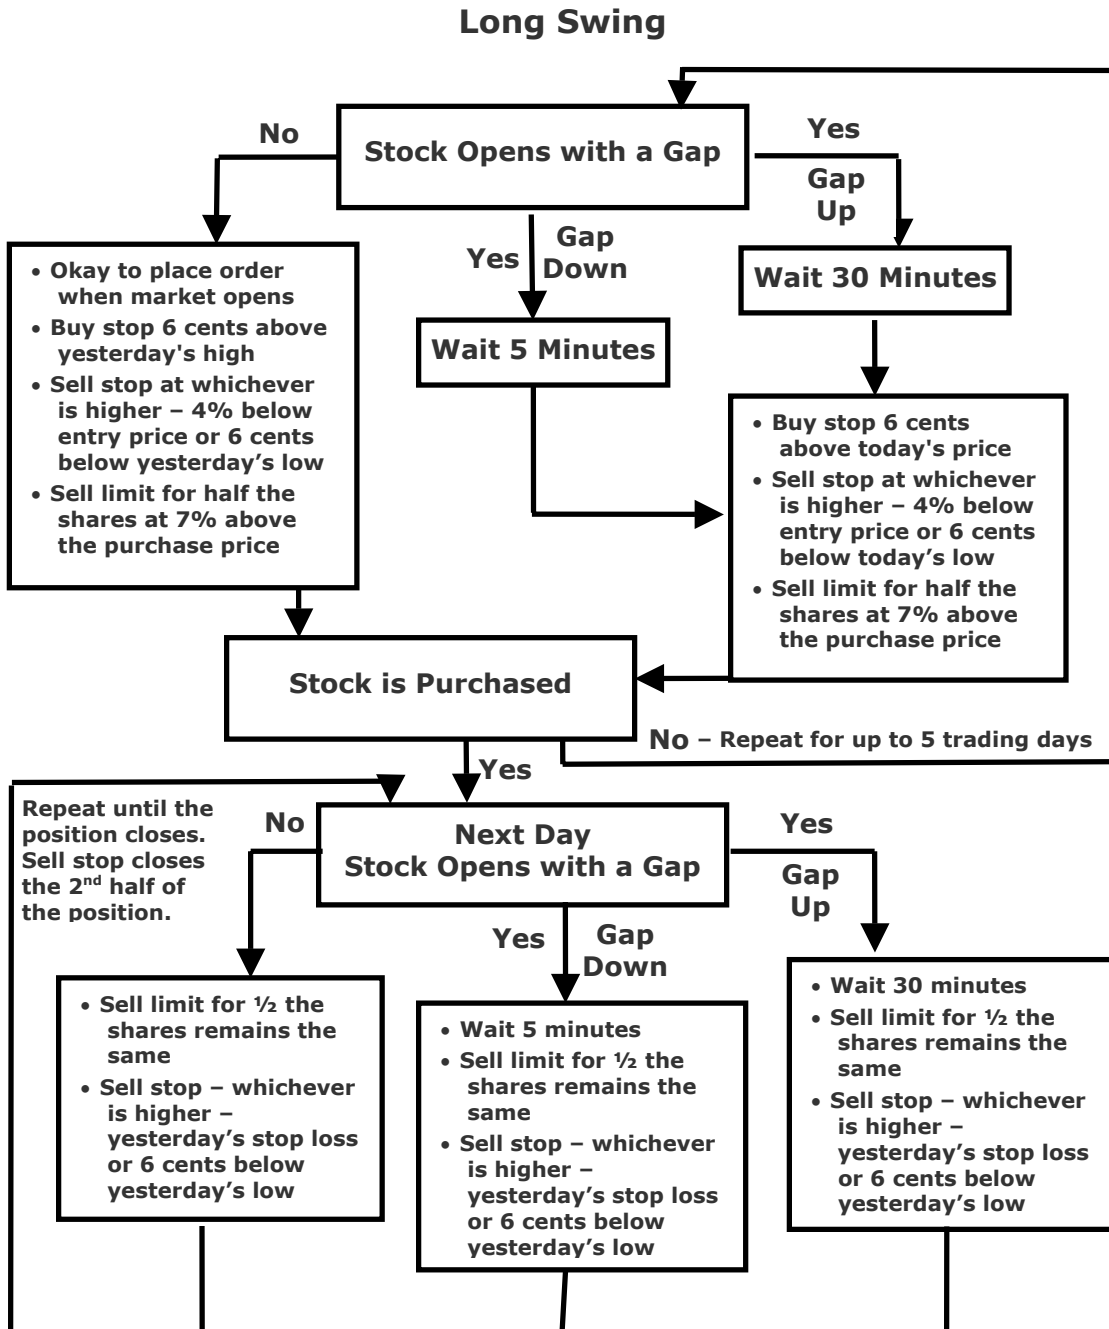 Long Swing
No
Stock Opens with a Gap
Yes
Gap
Up
Yes
Gap
Down
• Okay to place order
when market opens
• Buy stop 6 cents above
yesterday's high
• Sell stop at whichever
is higher – 4% below
entry price or 6 cents
below yesterday’s low
• Sell limit for half the
shares at 7% above
the purchase price
Wait 5 Minutes
Wait 30 Minutes
• Buy stop 6 cents
above today's price
• Sell stop at whichever
is higher – 4% below
entry price or 6 cents
below today’s low
• Sell limit for half the
shares at 7% above
the purchase price
Stock is Purchased
No – Repeat for up to 5 trading days
Yes
Repeat until the
position closes.
Sell stop closes
the 2nd half of
the position.
No
Next Day
Stock Opens with a Gap
Yes
Gap
Up
Yes
Gap
Down
• Sell limit for ½ the
shares remains the
same
• Sell stop – whichever
is higher –
yesterday’s stop loss
or 6 cents below
yesterday’s low
• Wait 5 minutes
• Sell limit for ½ the
shares remains the
same
• Sell stop – whichever
is higher –
yesterday’s stop loss
or 6 cents below
yesterday’s low
• Wait 30 minutes
• Sell limit for ½ the
shares remains the
same
• Sell stop – whichever
is higher –
yesterday’s stop loss
or 6 cents below
yesterday’s low